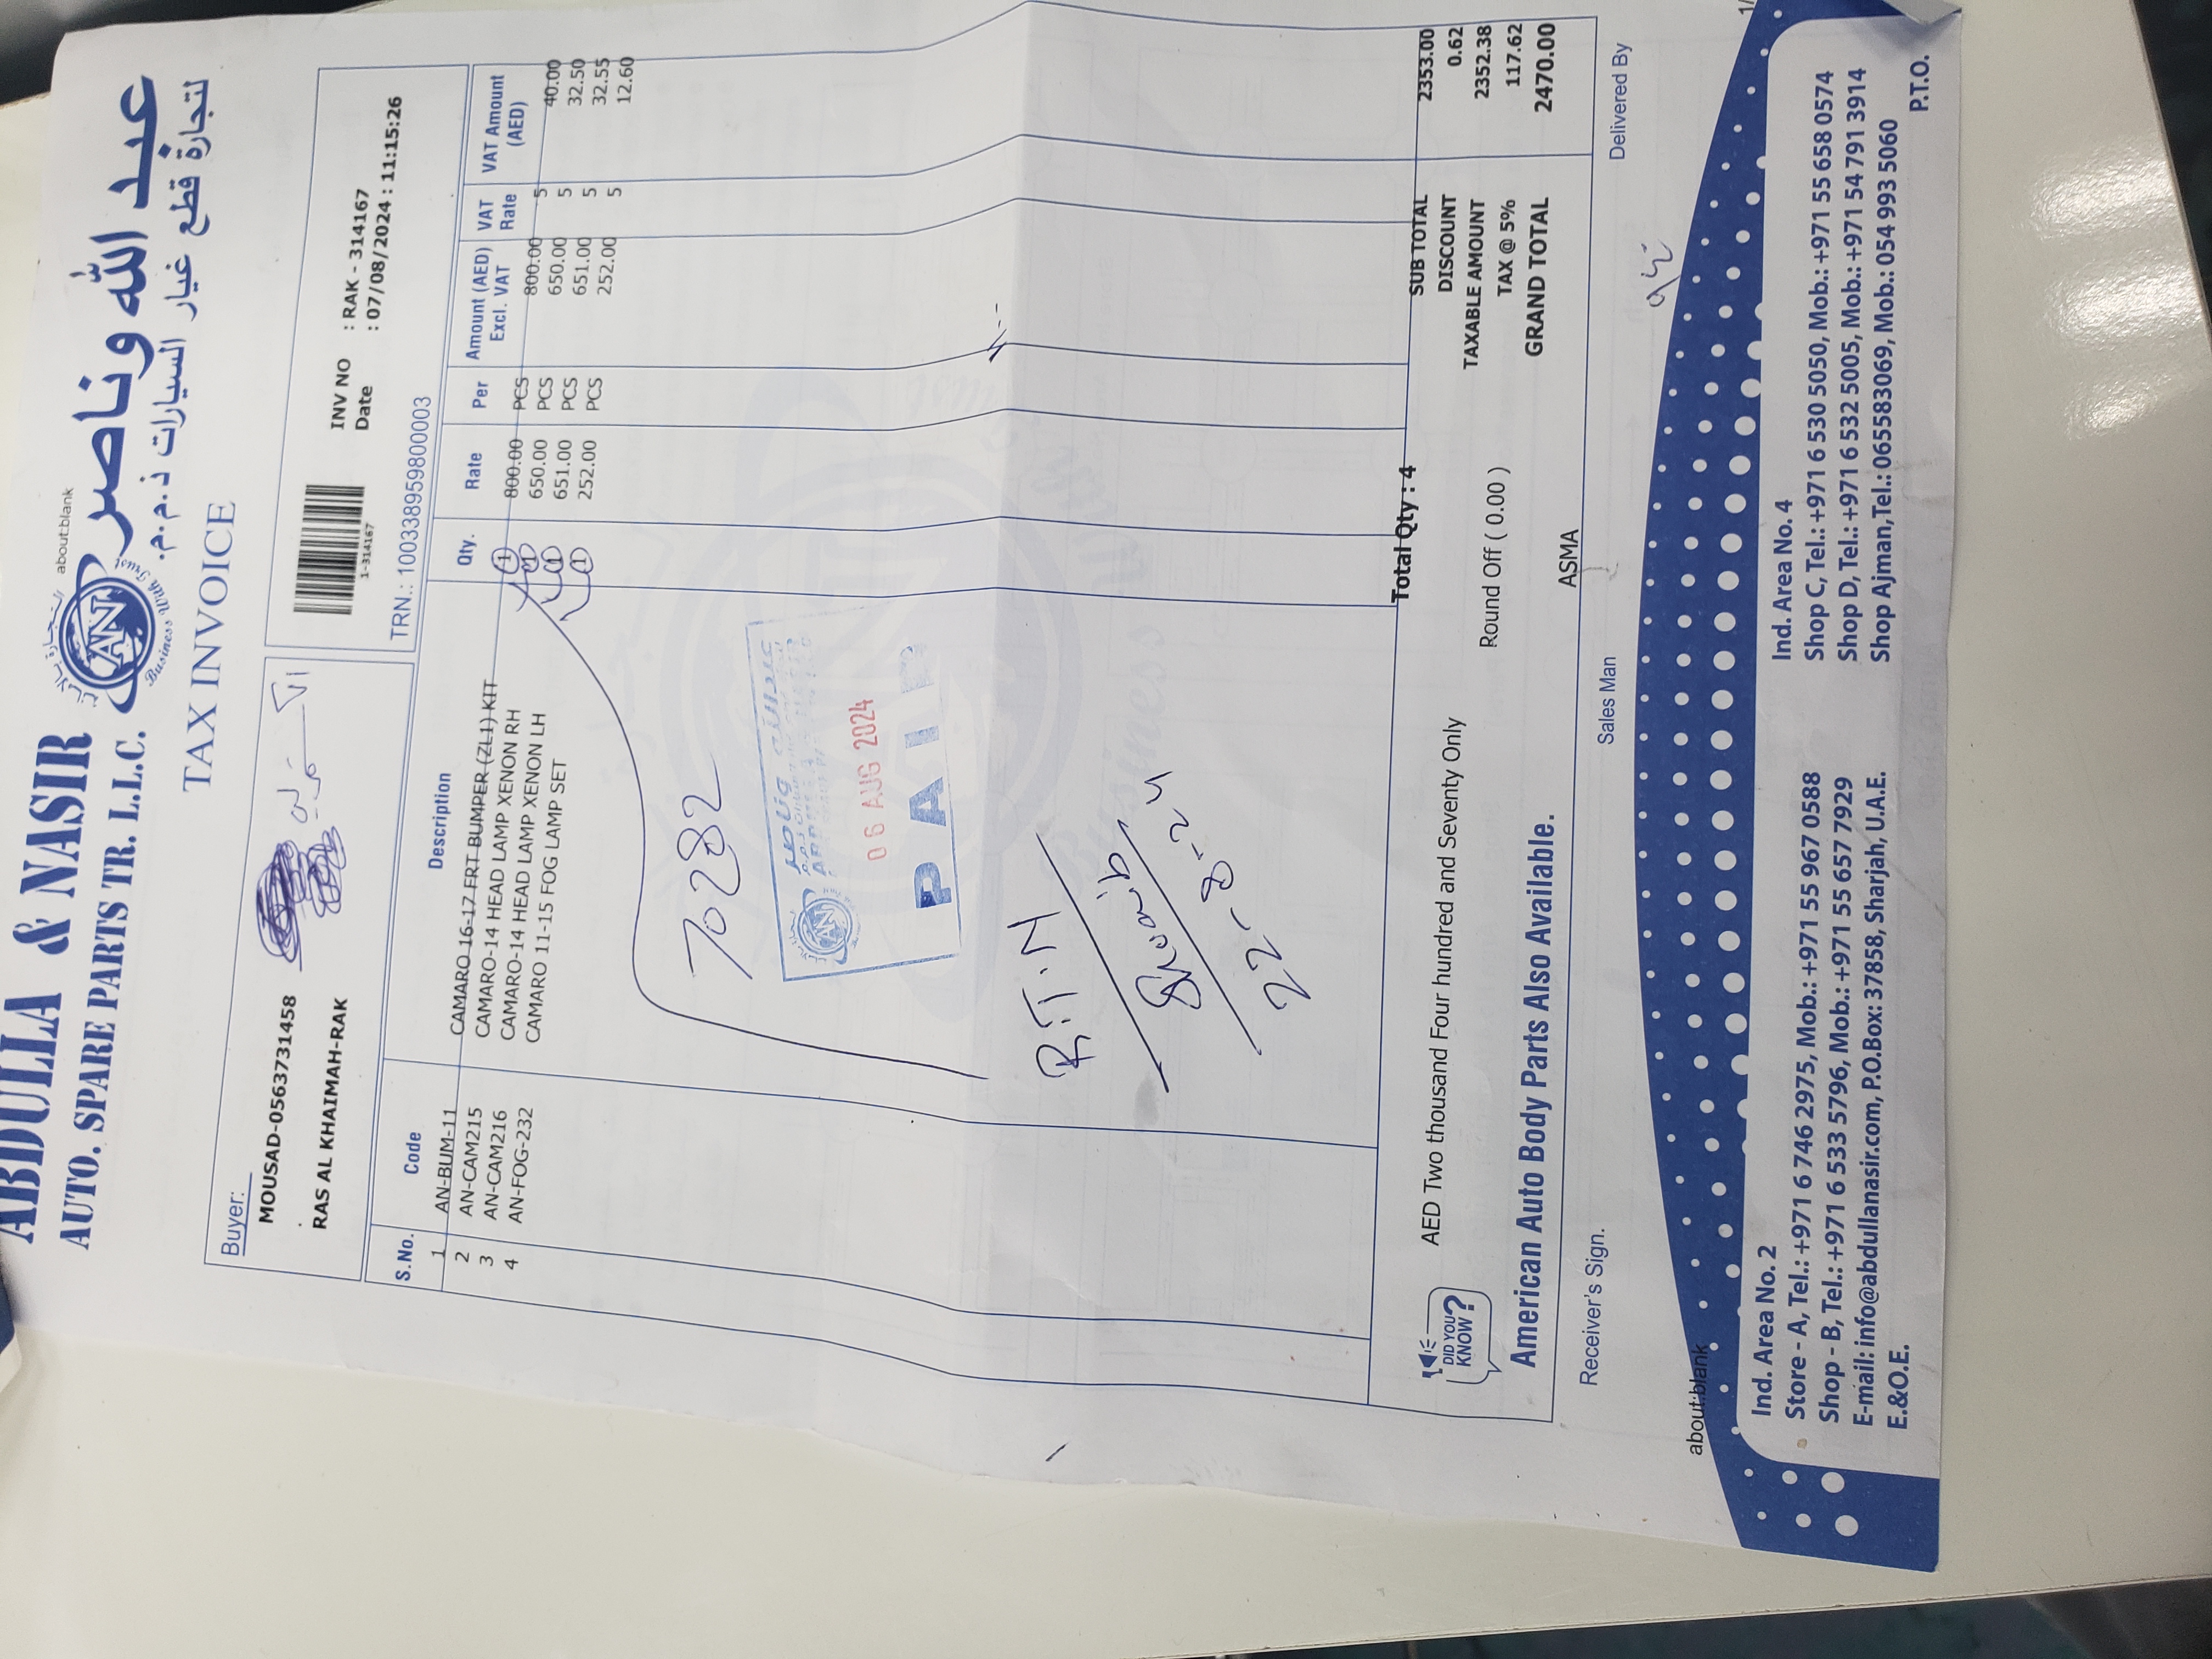 about:blank
ABDULLA & NASIR
عبد الله وناصر
AUTO. SPARE PARTS TR. L.L.C.
لتجارة قطع غيار السيارات ذ.م.م.
AN
Business With Trust
TAX INVOICE
Buyer:
MOUSAD-0563731458
RAS AL KHAIMAH-RAK
1-314167
INV NO : RAK - 314167
Date : 07/08/2024 : 11:15:26
TRN.: 100338959800003
S.No. Code Description Qty. Rate Per Amount (AED) Excl. VAT VAT Rate VAT Amount (AED)
1 AN-BUM-11 CAMARO 16-17 FRT BUMPER (ZL1) KIT 1 800.00 PCS 800.00 5 40.00
2 AN-CAM215 CAMARO-14 HEAD LAMP XENON RH 1 650.00 PCS 650.00 5 32.50
3 AN-CAM216 CAMARO-14 HEAD LAMP XENON LH 1 651.00 PCS 651.00 5 32.55
4 AN-FOG-232 CAMARO 11-15 FOG LAMP SET 1 252.00 PCS 252.00 5 12.60
70282
عبدالله وناصر
AN
06 AUG 2024
PAID
R.T.N
Shoaib
22-8-24
Total Qty : 4
SUB TOTAL 2353.00
DISCOUNT 0.62
TAXABLE AMOUNT 2352.38
TAX @ 5% 117.62
GRAND TOTAL 2470.00
AED Two thousand Four hundred and Seventy Only
Round Off ( 0.00 )
DID YOU KNOW?
American Auto Body Parts Also Available.
ASMA
Receiver's Sign. Sales Man Delivered By
about:blank
1/
Ind. Area No. 2
Store - A, Tel.: +971 6 746 2975, Mob.: +971 55 967 0588
Shop - B, Tel.: +971 6 533 5796, Mob.: +971 55 657 7929
E-mail: info@abdullanasir.com, P.O.Box: 37858, Sharjah, U.A.E.
E.&O.E.
Ind. Area No. 4
Shop C, Tel.: +971 6 530 5050, Mob.: +971 55 658 0574
Shop D, Tel.: +971 6 532 5005, Mob.: +971 54 791 3914
Shop Ajman, Tel.: 065583069, Mob.: 054 993 5060
P.T.O.